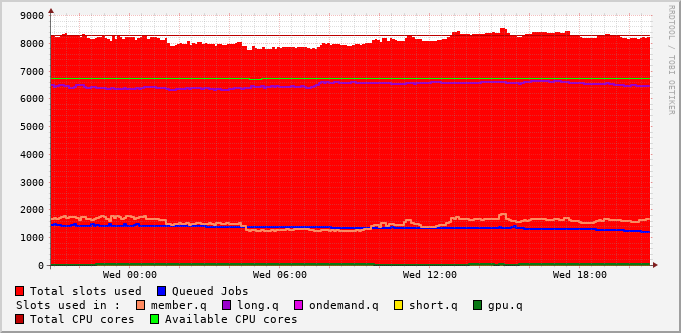 9000
8000
7000
6000
5000
4000
3000
2000
1000
0
Wed 00:00 Wed 06:00 Wed 12:00 Wed 18:00
RRDTOOL / TOBI OETIKER
Total slots used Queued Jobs
Slots used in : member.q long.q ondemand.q short.q gpu.q
Total CPU cores Available CPU cores